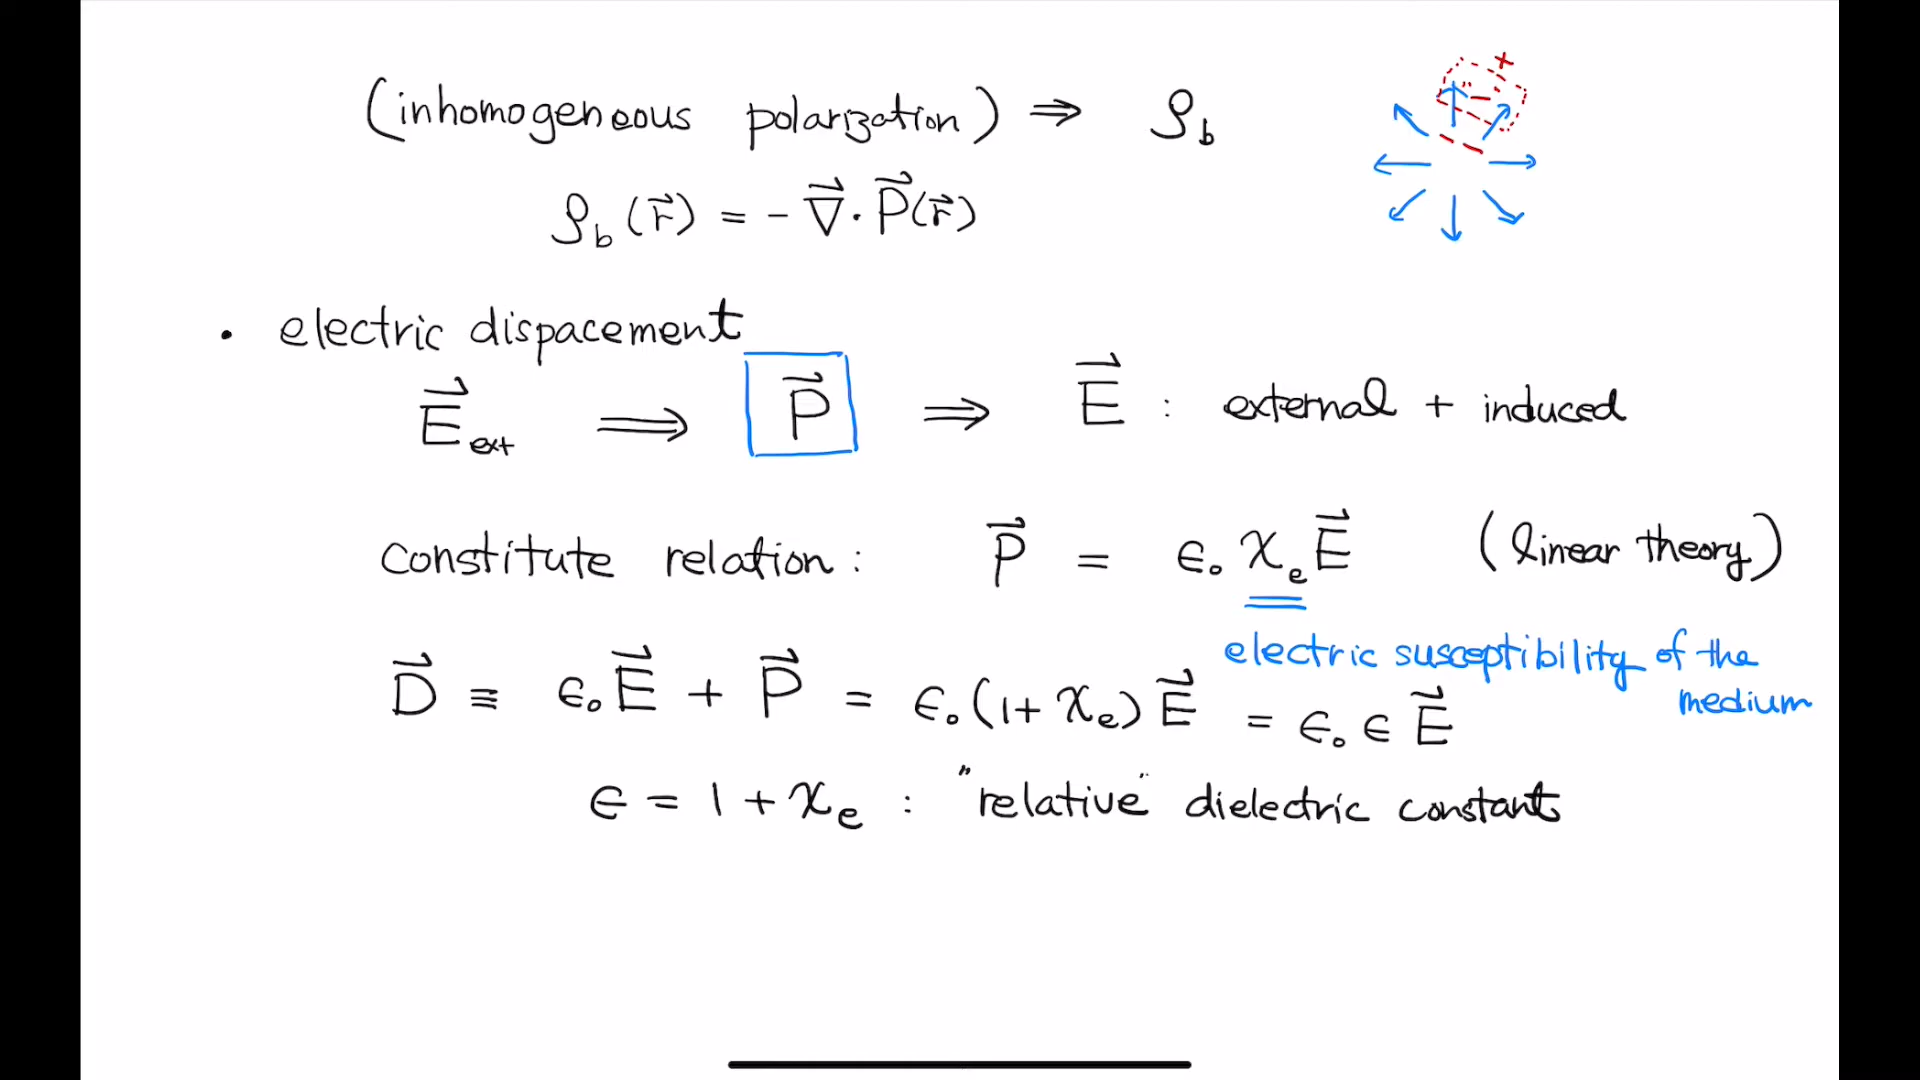 (inhomogeneous polarization) ⇒ ρ_b
ρ_b(r⃗) = - ∇⃗ · P⃗(r⃗)
+
-
• electric dispacement
E⃗_ext ⟹ P⃗ ⇒ E⃗ : external + induced
constitute relation : P⃗ = ϵ₀ χ_e E⃗ (linear theory)
electric susceptibility of the
medium
D⃗ ≡ ϵ₀ E⃗ + P⃗ = ϵ₀ (1 + χ_e) E⃗ = ϵ₀ ϵ E⃗
ϵ = 1 + χ_e : "relative" dielectric constant